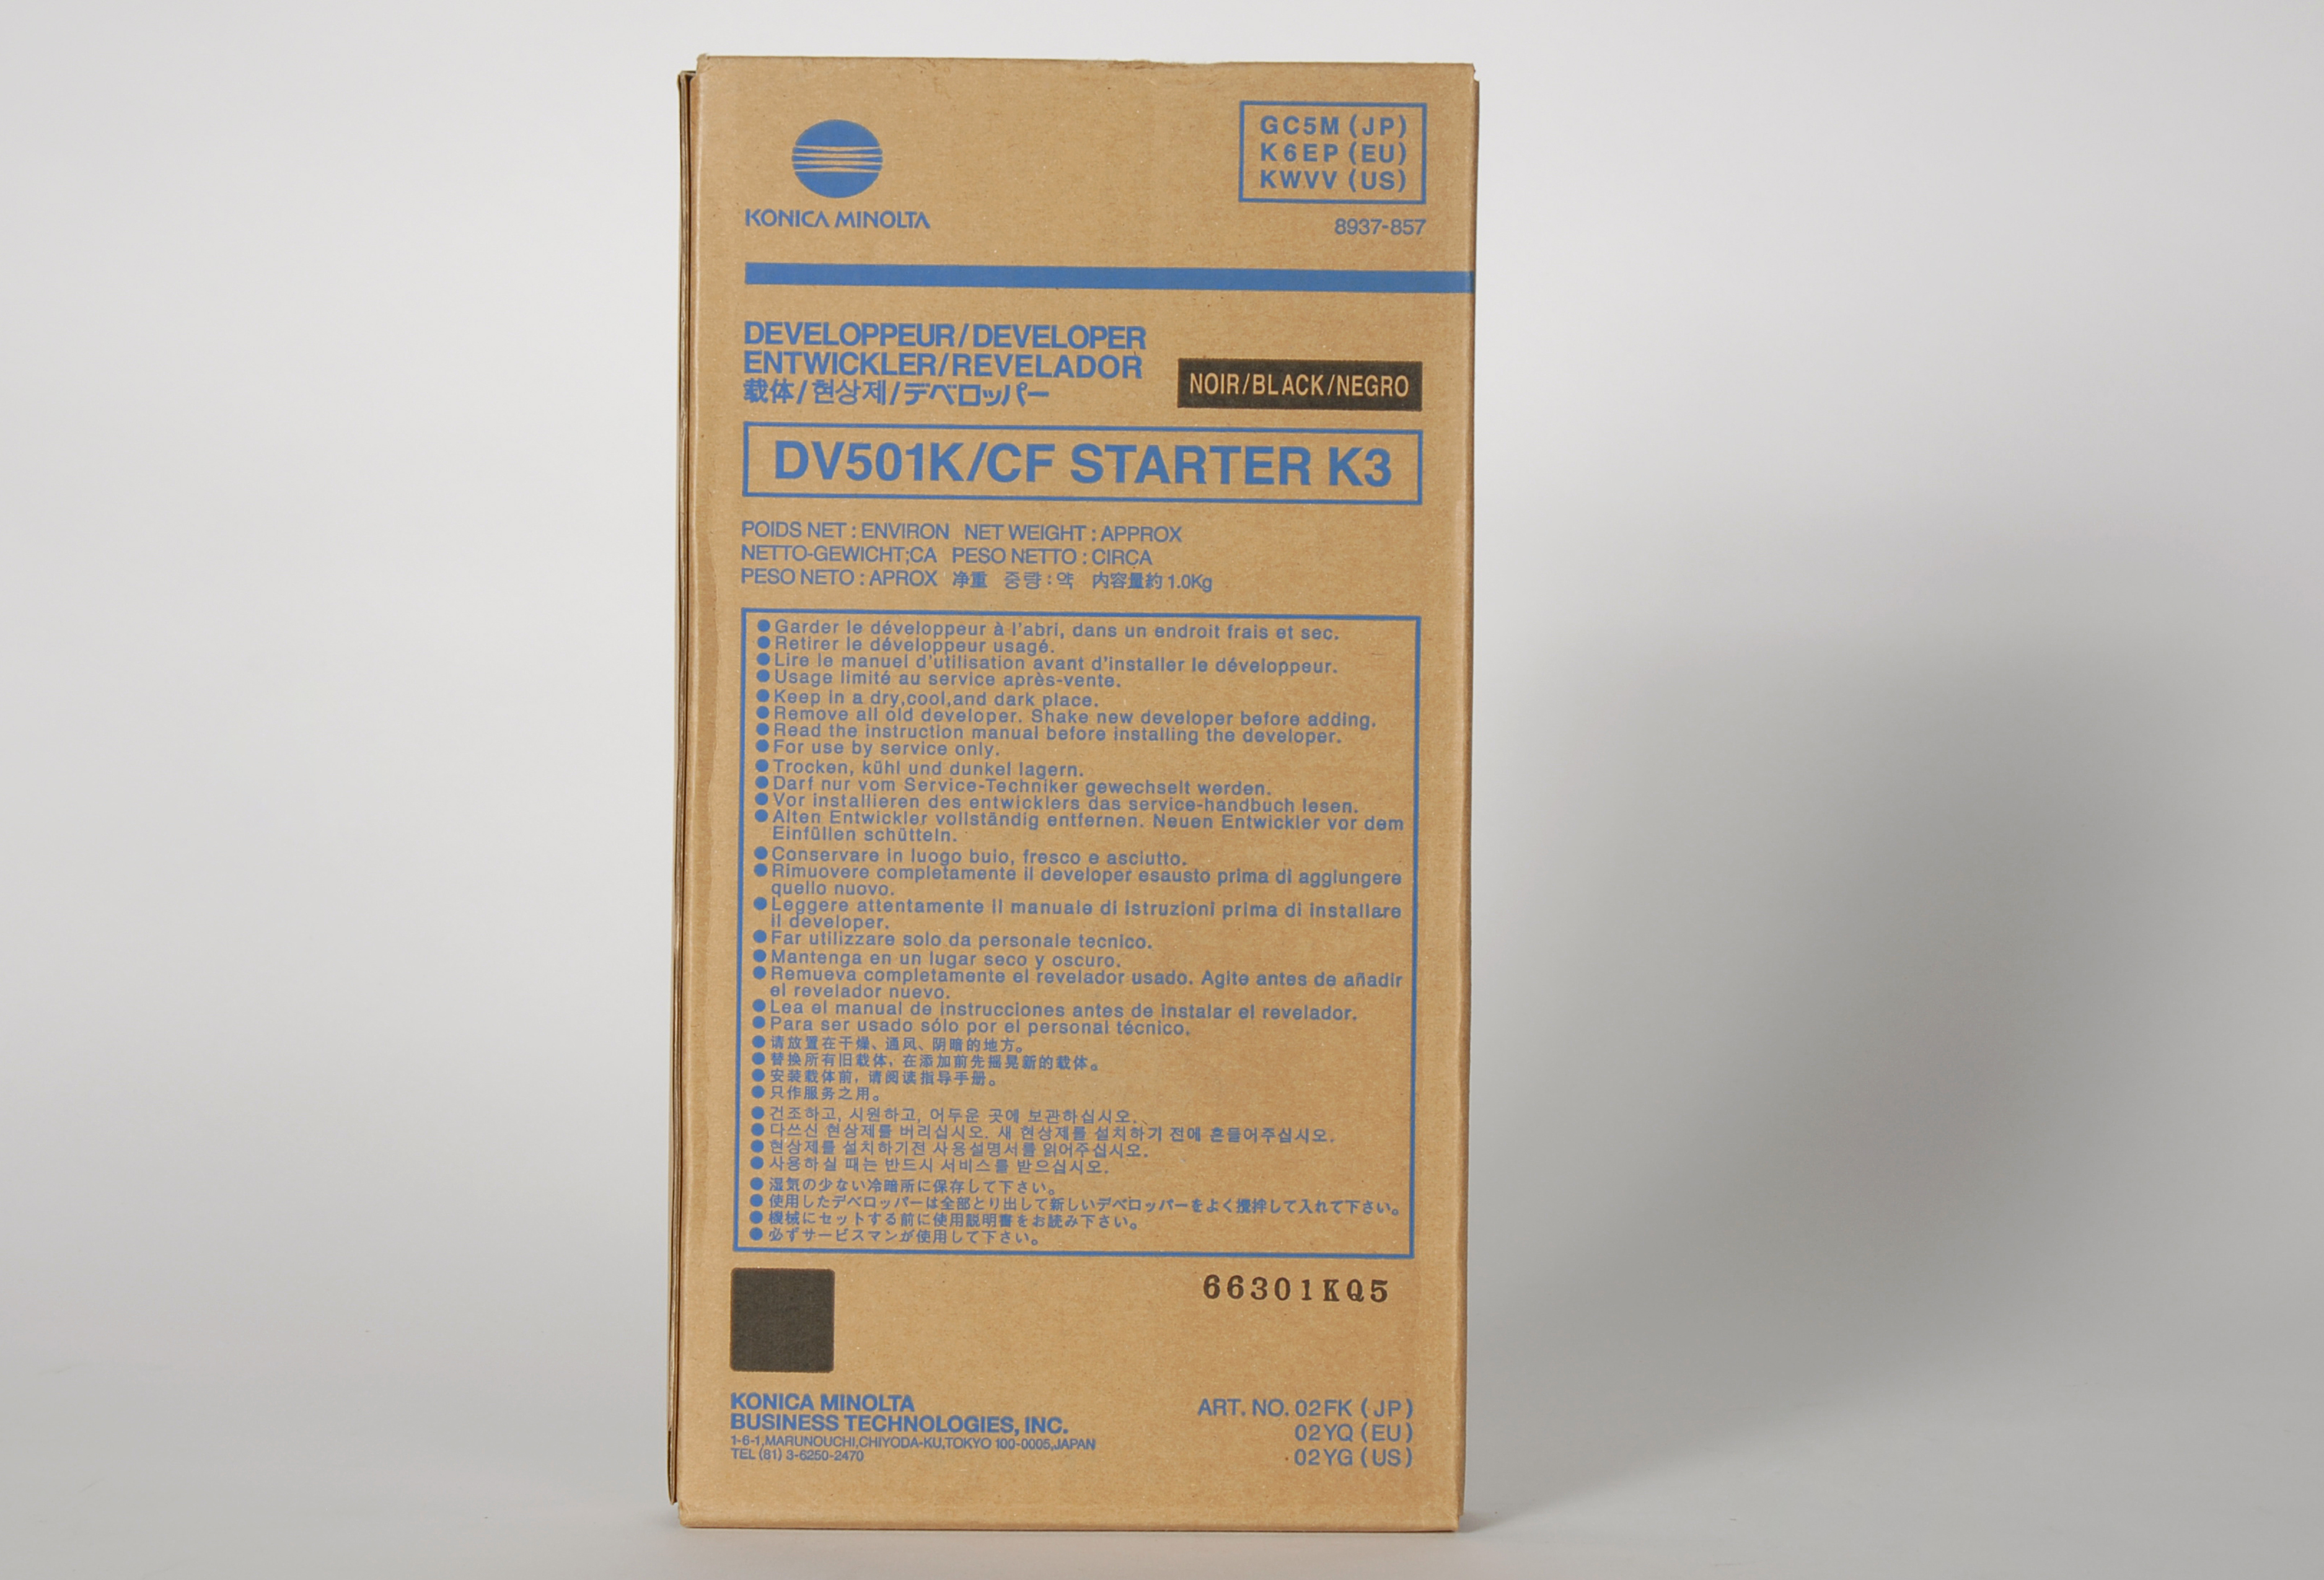 KONICA MINOLTA
GC5M (JP)
K6EP (EU)
KWVV (US)
8937-857
DEVELOPPEUR/DEVELOPER
ENTWICKLER/REVELADOR
载体/현상제/デベロッパー
NOIR/BLACK/NEGRO
DV501K/CF STARTER K3
POIDS NET : ENVIRON NET WEIGHT : APPROX
NETTO-GEWICHT;CA PESO NETTO : CIRCA
PESO NETO : APROX 净重 중량 : 약 内容量約 1.0Kg
● Garder le développeur à l'abri, dans un endroit frais et sec.
● Retirer le développeur usagé.
● Lire le manuel d'utilisation avant d'installer le développeur.
● Usage limité au service après-vente.
● Keep in a dry,cool,and dark place.
● Remove all old developer. Shake new developer before adding.
● Read the instruction manual before installing the developer.
● For use by service only.
● Trocken, kühl und dunkel lagern.
● Darf nur vom Service-Techniker gewechselt werden.
● Vor installieren des entwicklers das service-handbuch lesen.
● Alten Entwickler vollständig entfernen. Neuen Entwickler vor dem
Einfüllen schütteln.
● Conservare in luogo buio, fresco e asciutto.
● Rimuovere completamente il developer esausto prima di aggiungere
quello nuovo.
● Leggere attentamente il manuale di istruzioni prima di installare
il developer.
● Far utilizzare solo da personale tecnico.
● Mantenga en un lugar seco y oscuro.
● Remueva completamente el revelador usado. Agite antes de añadir
el revelador nuevo.
● Lea el manual de instrucciones antes de instalar el revelador.
● Para ser usado sólo por el personal técnico.
● 请放置在干燥、通风、阴暗的地方。
● 替换所有旧载体，在添加前先摇晃新的载体。
● 安装载体前，请阅读指导手册。
● 只作服务之用。
● 건조하고, 시원하고, 어두운 곳에 보관하십시오.
● 다쓰신 현상제를 버리십시오. 새 현상제를 설치하기 전에 흔들어주십시오.
● 현상제를 설치하기전 사용설명서를 읽어주십시오.
● 사용하실 때는 반드시 서비스를 받으십시오.
● 湿気の少ない冷暗所に保存して下さい。
● 使用したデベロッパーは全部とり出して新しいデベロッパーをよく攪拌して入れて下さい。
● 機械にセットする前に使用説明書をお読み下さい。
● 必ずサービスマンが使用して下さい。
66301KQ5
KONICA MINOLTA
BUSINESS TECHNOLOGIES, INC.
1-6-1,MARUNOUCHI,CHIYODA-KU,TOKYO 100-0005,JAPAN
TEL (81) 3-6250-2470
ART. NO. 02FK (JP)
02YQ (EU)
02YG (US)